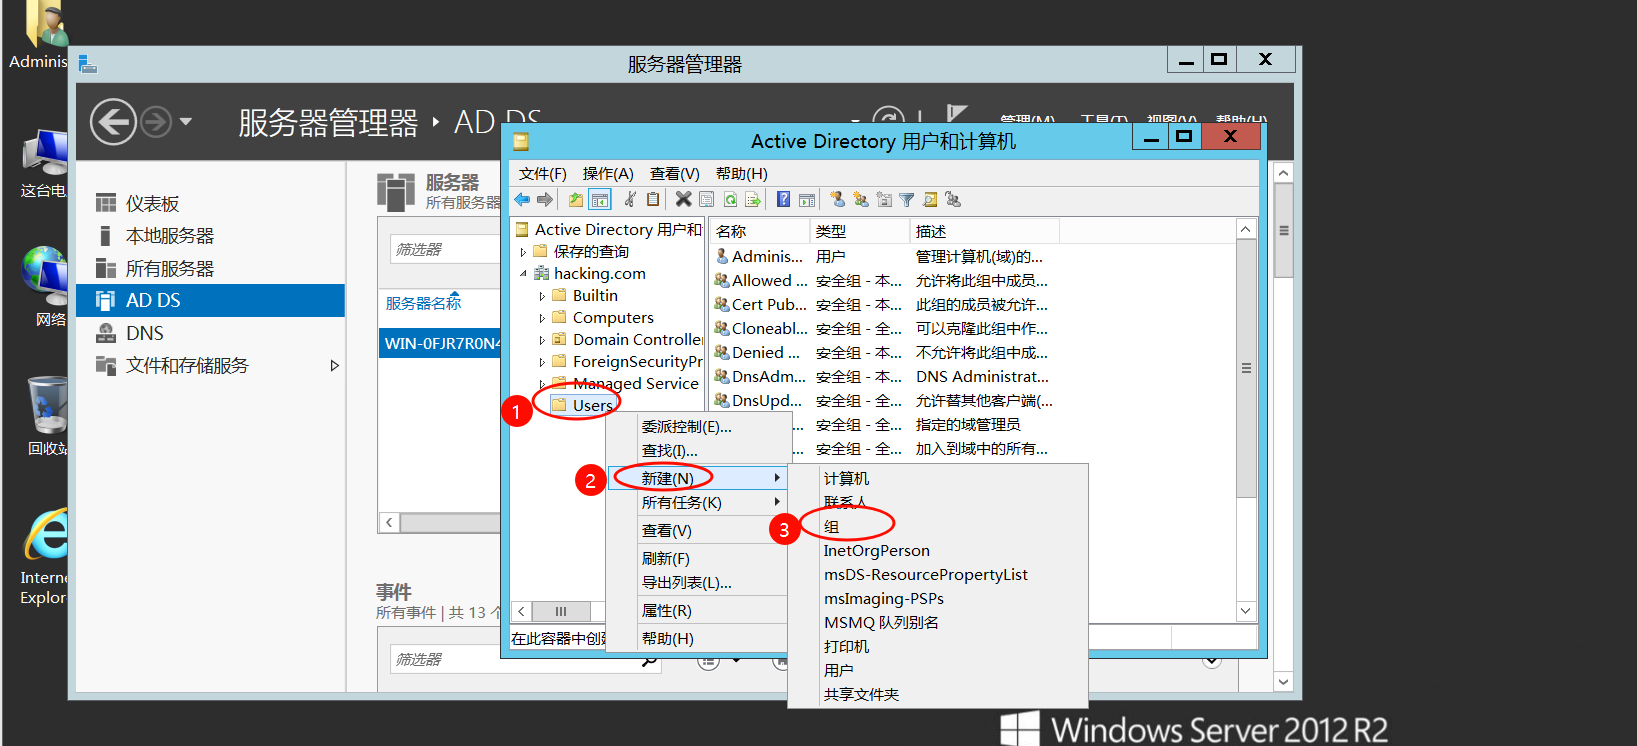 Adminis
这台电
网络
回收站
Interne
Explor
服务器管理器
服务器管理器 ‣ AD DS
管理(M) 工具(T) 视图(V) 帮助(H)
仪表板
本地服务器
所有服务器
AD DS
DNS
文件和存储服务
服务器
所有服务器
筛选器
服务器名称
WIN-0FJR7R0N4
事件
所有事件 | 共 13 个
筛选器
Active Directory 用户和计算机
文件(F) 操作(A) 查看(V) 帮助(H)
Active Directory 用户和
保存的查询
hacking.com
Builtin
Computers
Domain Controller
ForeignSecurityPr
Managed Service
1 Users
在此容器中创建
名称 类型 描述
Adminis... 用户 管理计算机(域)的...
Allowed ... 安全组 - 本... 允许将此组中成员...
Cert Pub... 安全组 - 本... 此组的成员被允许...
Cloneabl... 安全组 - 全... 可以克隆此组中作...
Denied ... 安全组 - 本... 不允许将此组中成...
DnsAdm... 安全组 - 本... DNS Administrat...
DnsUpd... 安全组 - 全... 允许替其他客户端(...
... 安全组 - 全... 指定的域管理员
... 安全组 - 全... 加入到域中的所有...
委派控制(E)...
查找(I)...
2 新建(N)
所有任务(K)
查看(V)
刷新(F)
导出列表(L)...
属性(R)
帮助(H)
计算机
联系人
3 组
InetOrgPerson
msDS-ResourcePropertyList
msImaging-PSPs
MSMQ 队列别名
打印机
用户
共享文件夹
Windows Server 2012 R2